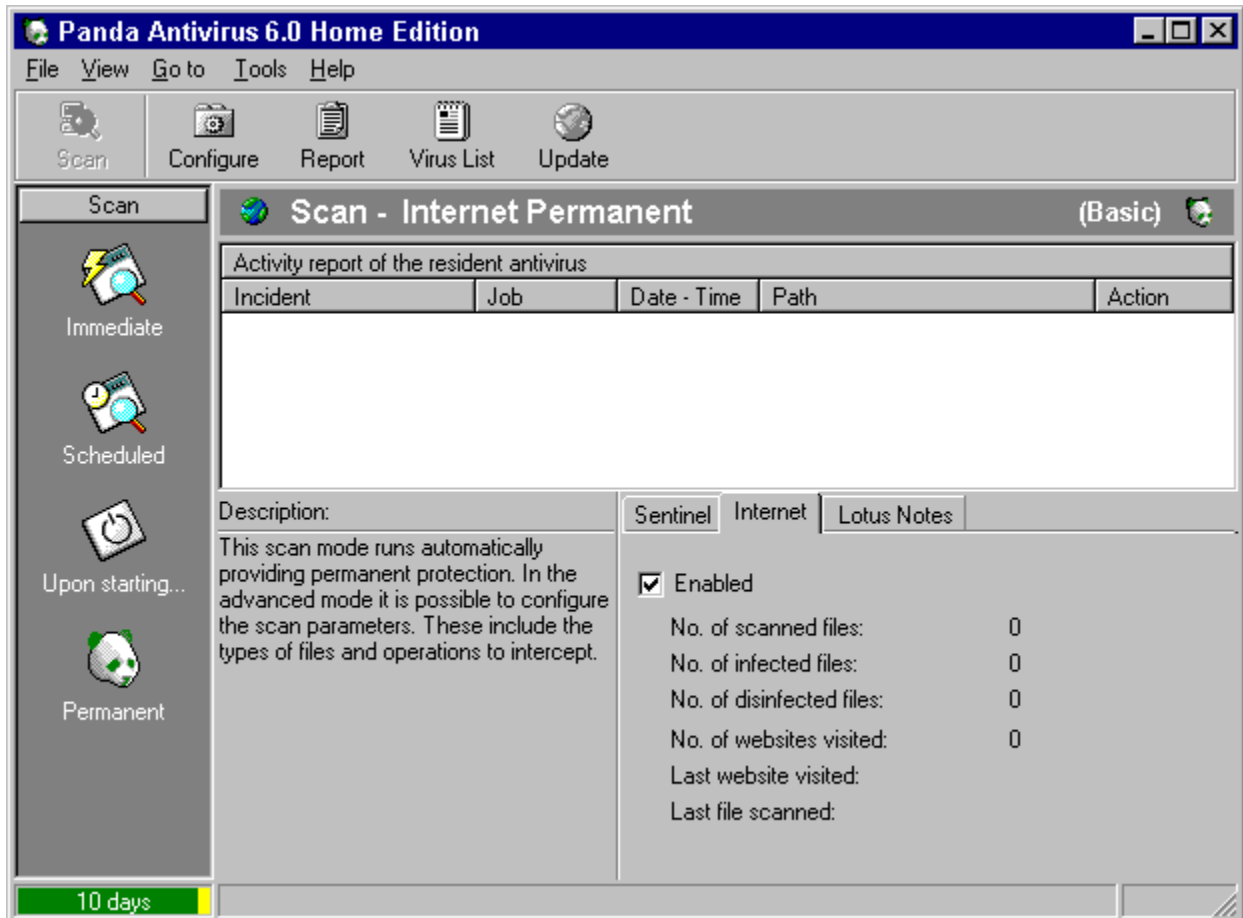 Panda Antivirus 6.0 Home Edition
File View Go to Tools Help
Scan Configure Report Virus List Update
Scan
Immediate
Scheduled
Upon starting...
Permanent
Scan - Internet Permanent (Basic)
Activity report of the resident antivirus
Incident Job Date - Time Path Action
Description:
This scan mode runs automatically
providing permanent protection. In the
advanced mode it is possible to configure
the scan parameters. These include the
types of files and operations to intercept.
Sentinel Internet Lotus Notes
Enabled
No. of scanned files: 0
No. of infected files: 0
No. of disinfected files: 0
No. of websites visited: 0
Last website visited:
Last file scanned:
10 days